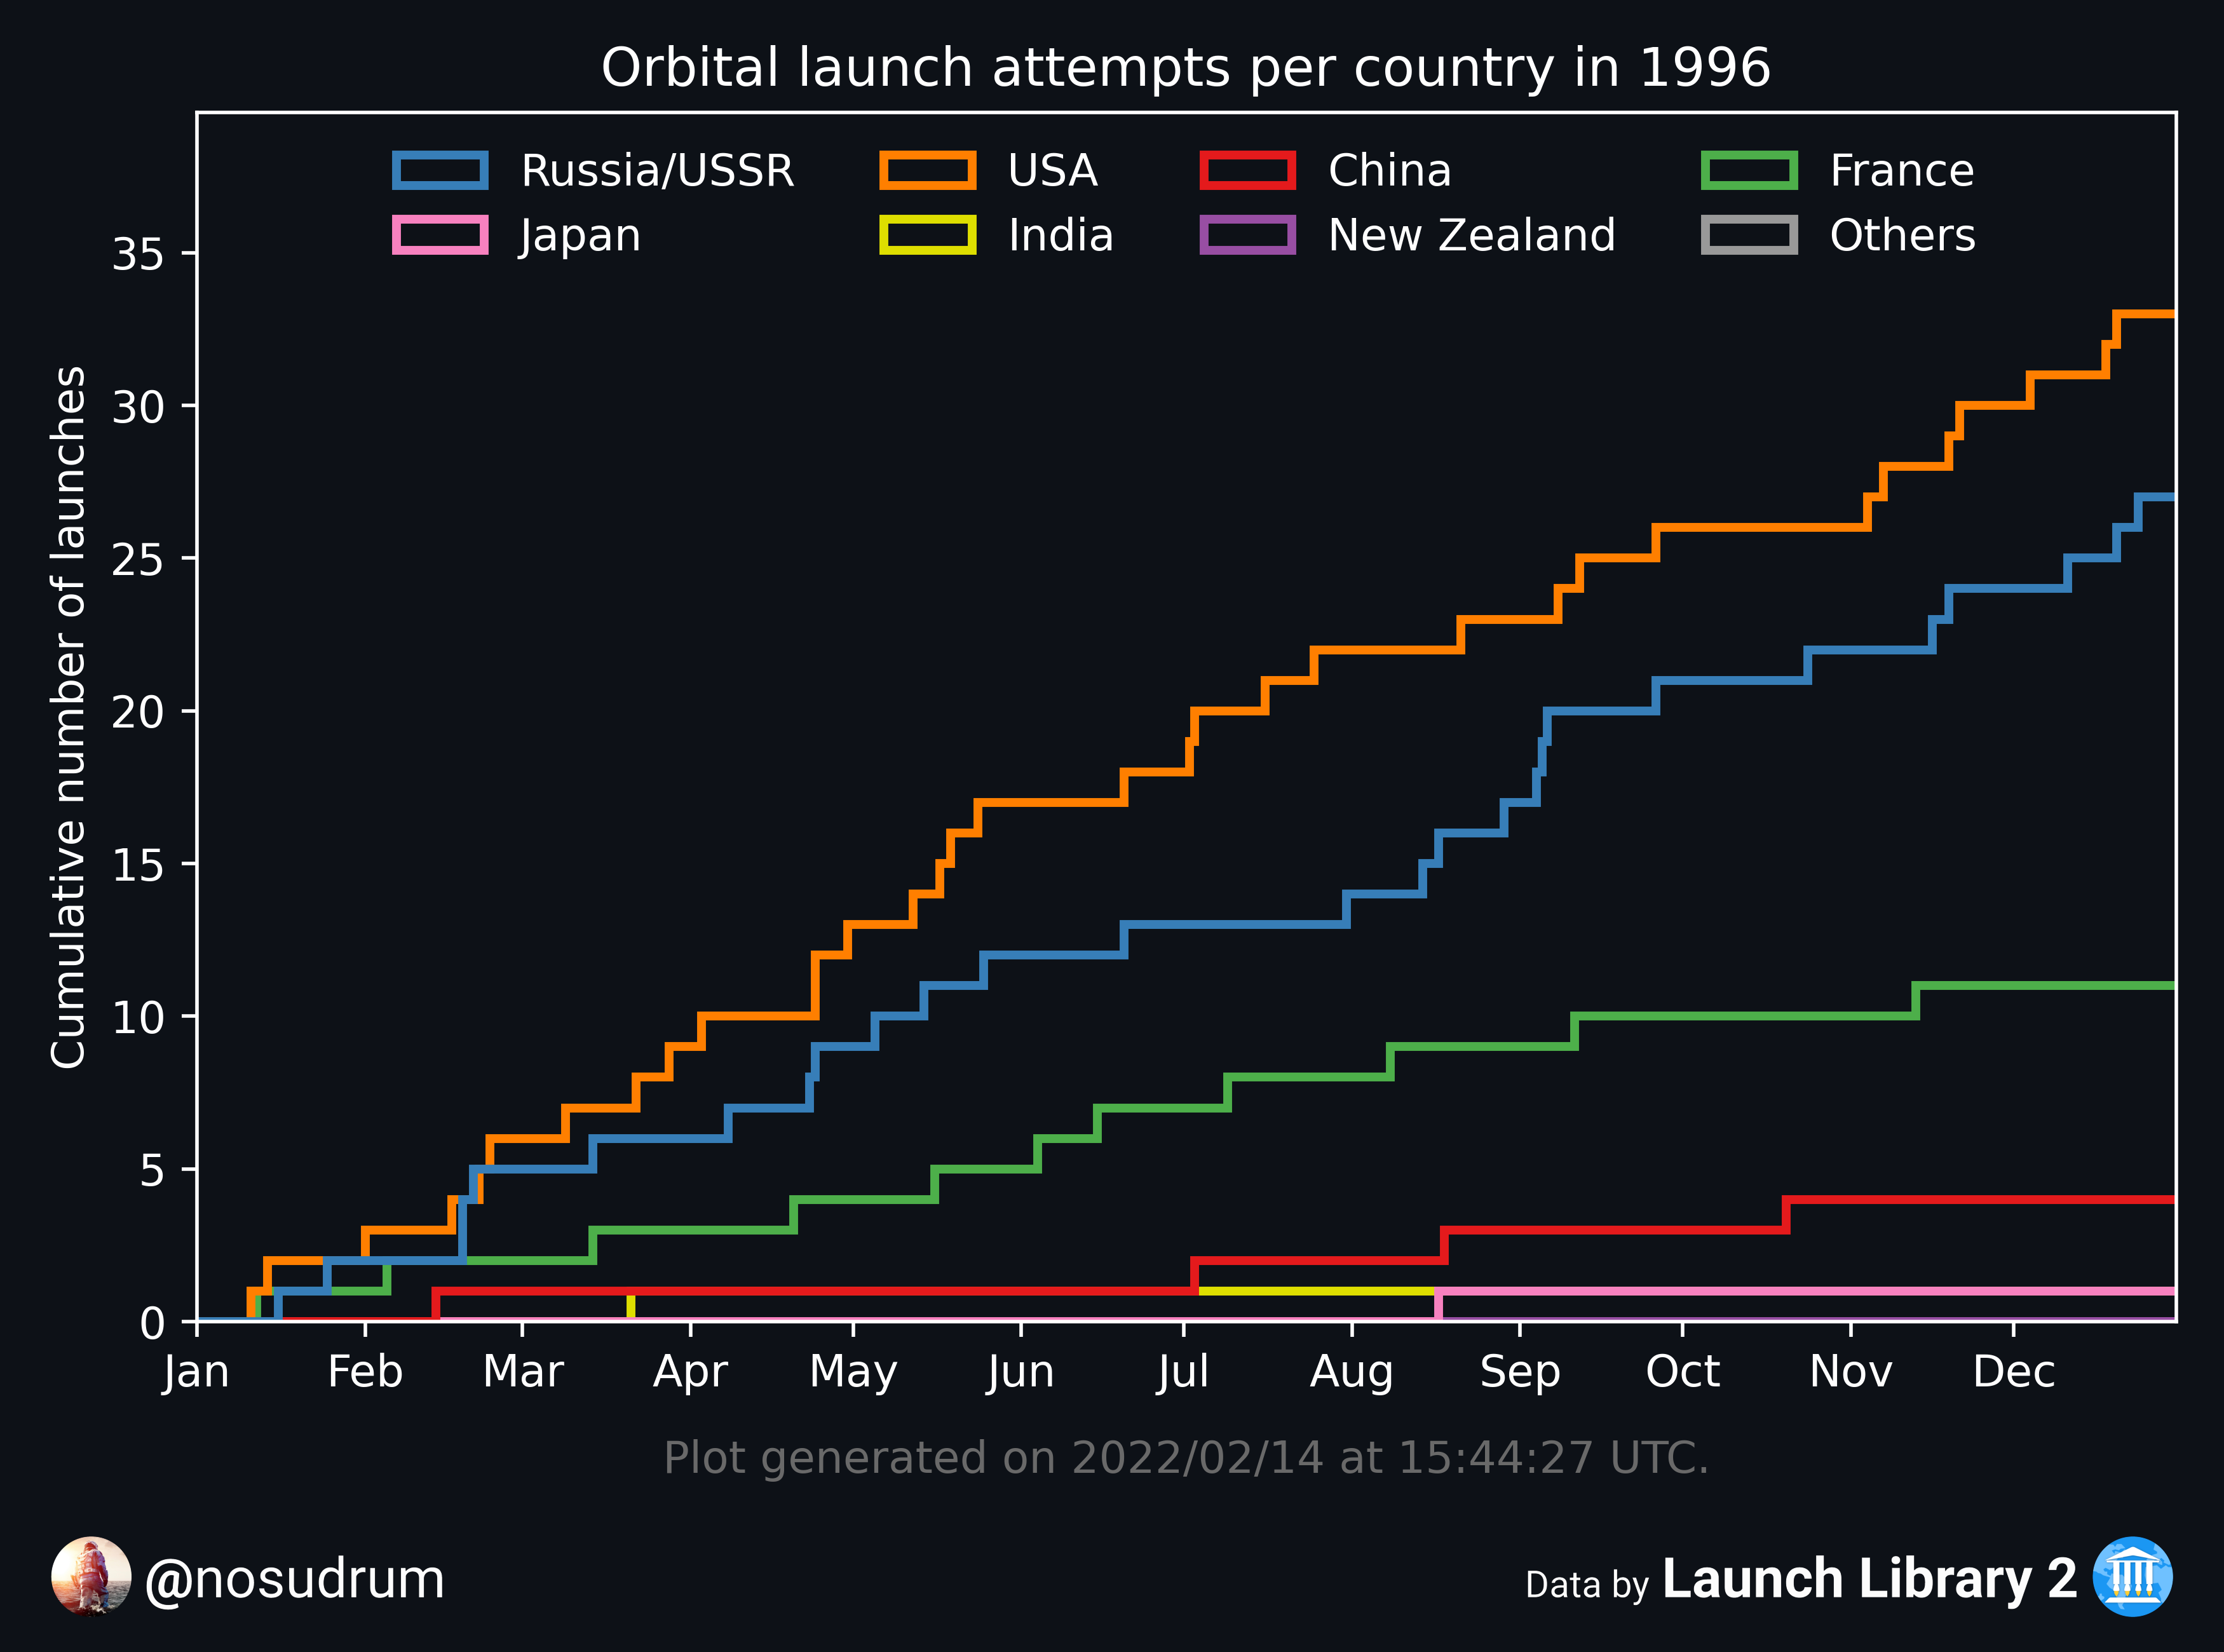 Orbital launch attempts per country in 1996
Russia/USSR USA China France
Japan India New Zealand Others
Cumulative number of launches
35
30
25
20
15
10
5
0
Jan Feb Mar Apr May Jun Jul Aug Sep Oct Nov Dec
Plot generated on 2022/02/14 at 15:44:27 UTC.
@nosudrum
Data by Launch Library 2